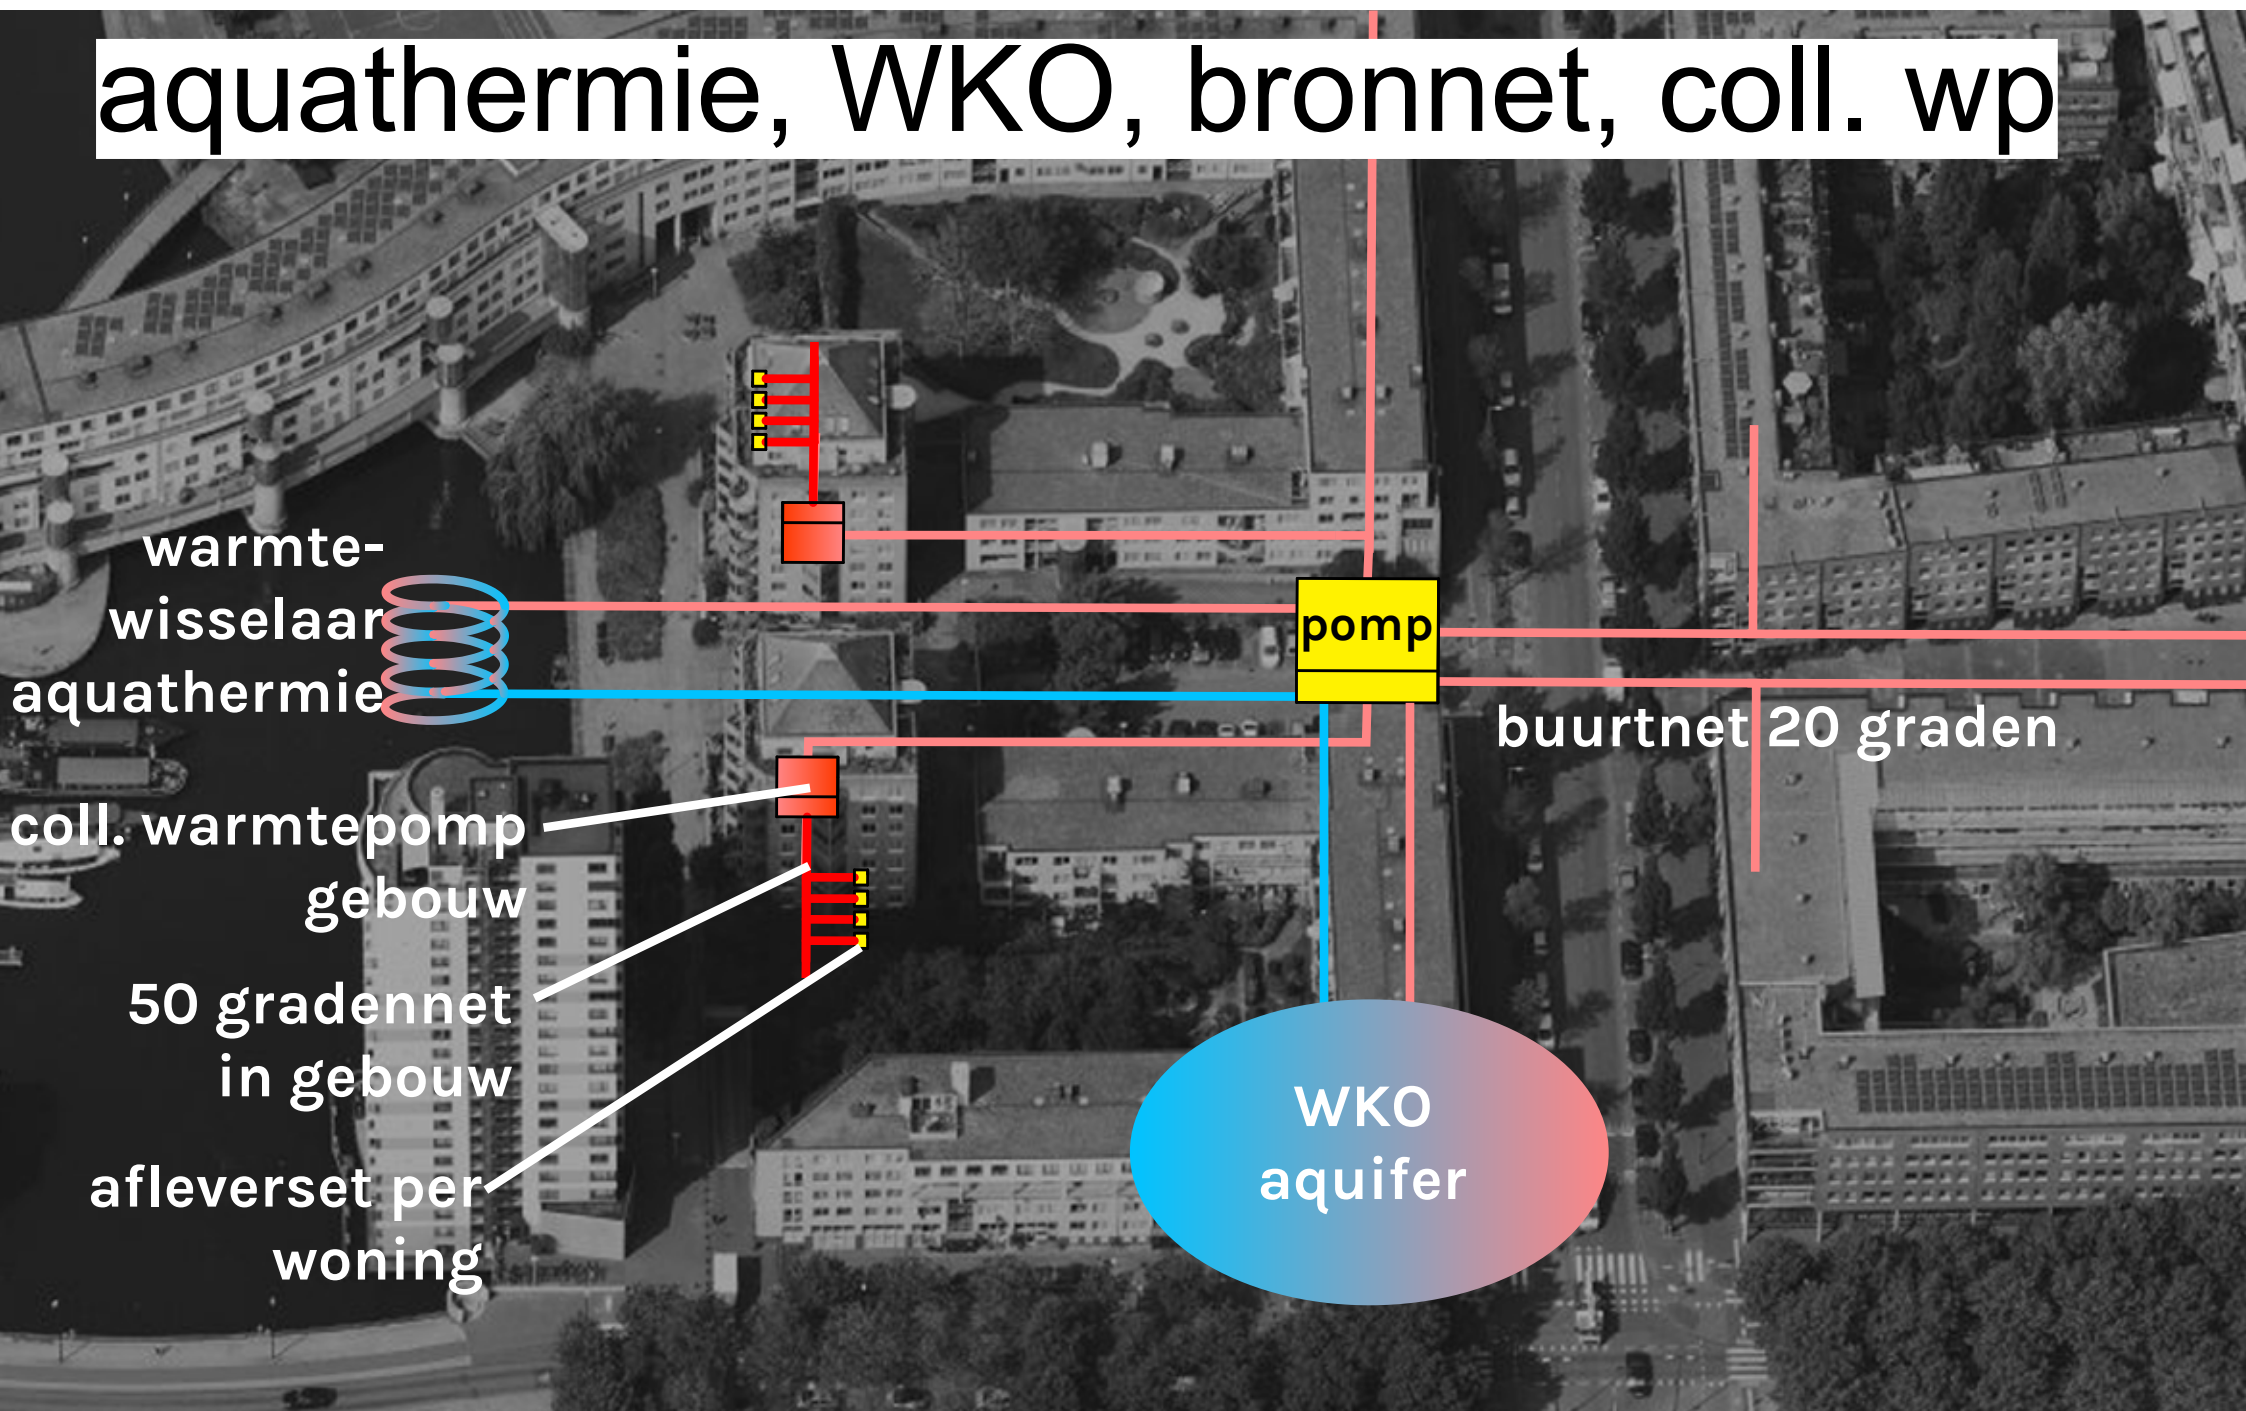 aquathermie, WKO, bronnet, coll. wp
warmte-
wisselaar
aquathermie
pomp
buurtnet 20 graden
coll. warmtepomp
gebouw
50 gradennet
in gebouw
afleverset per
woning
WKO
aquifer